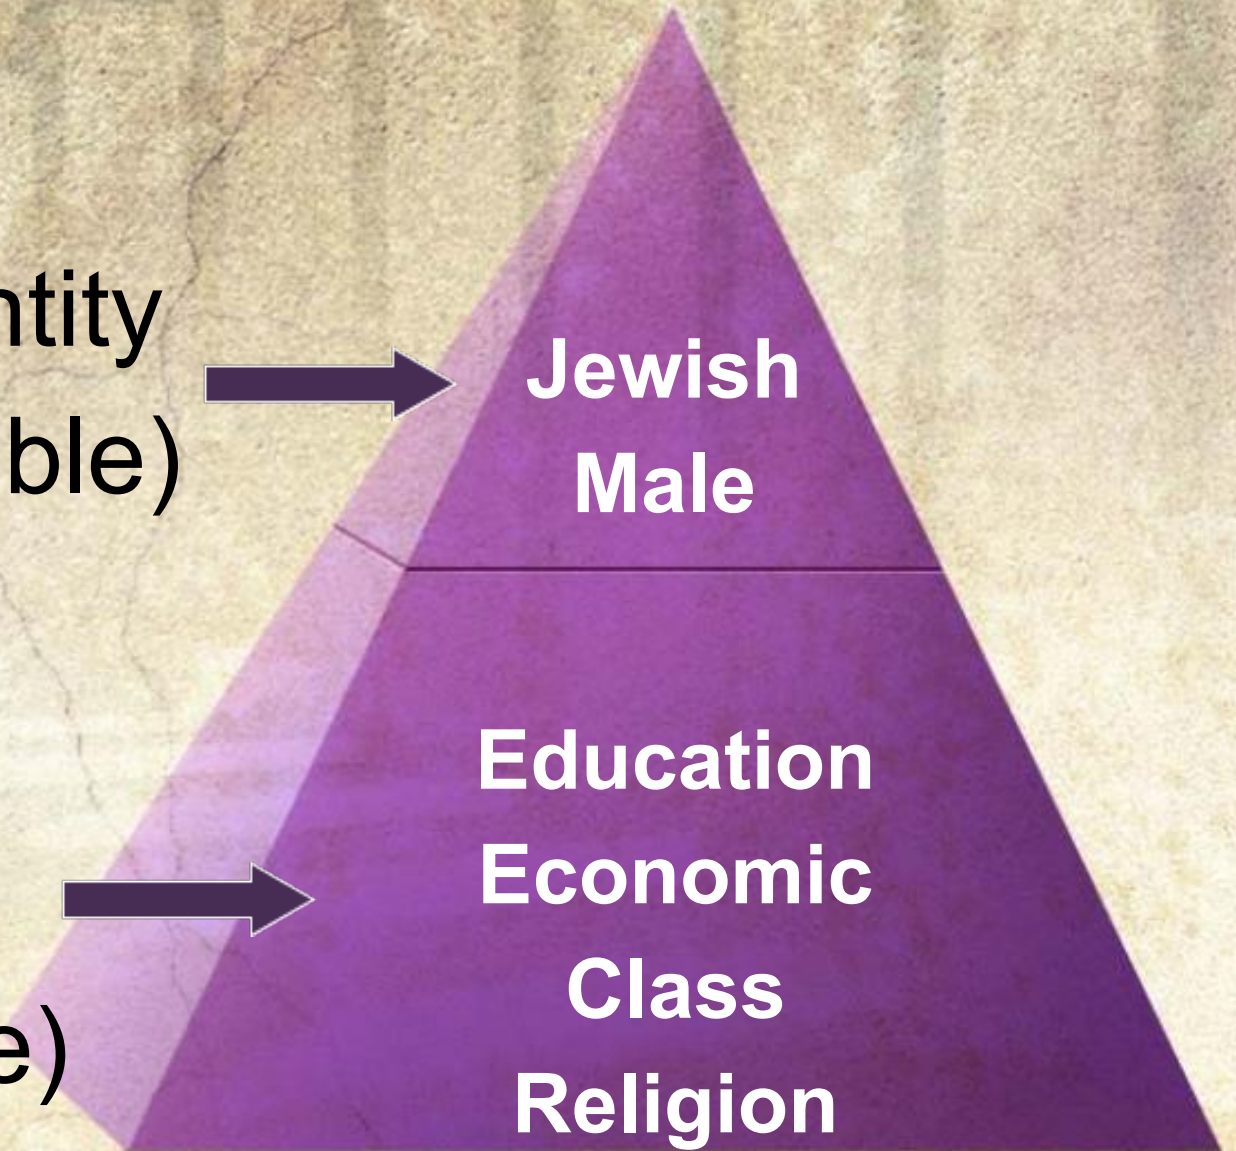 ntity
ble)
Jewish
Male
Education
Economic
Class
Religion
e)